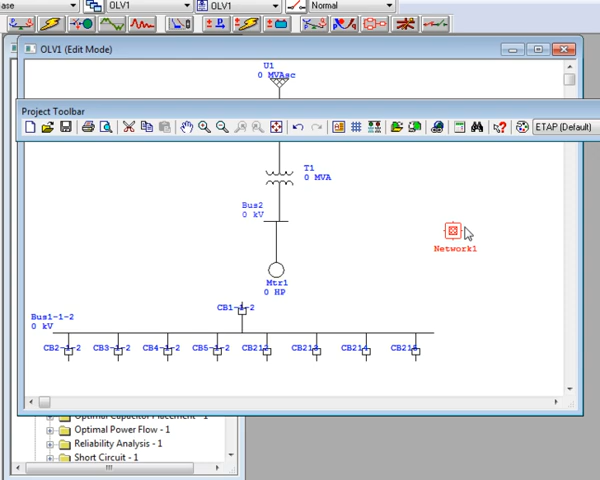 ase
OLV1
OLV1
Normal
OLV1 (Edit Mode)
U1
0 MVAsc
Project Toolbar
ETAP (Default)
T1
0 MVA
Bus2
0 kV
Network1
Mtr1
0 HP
CB1-1-2
Bus1-1-2
0 kV
CB2-1-2 CB3-1-2 CB4-1-2 CB5-1-2 CB212 CB213 CB214 CB215
Optimal Capacitor Placement - 1
Optimal Power Flow - 1
Reliability Analysis - 1
Short Circuit - 1